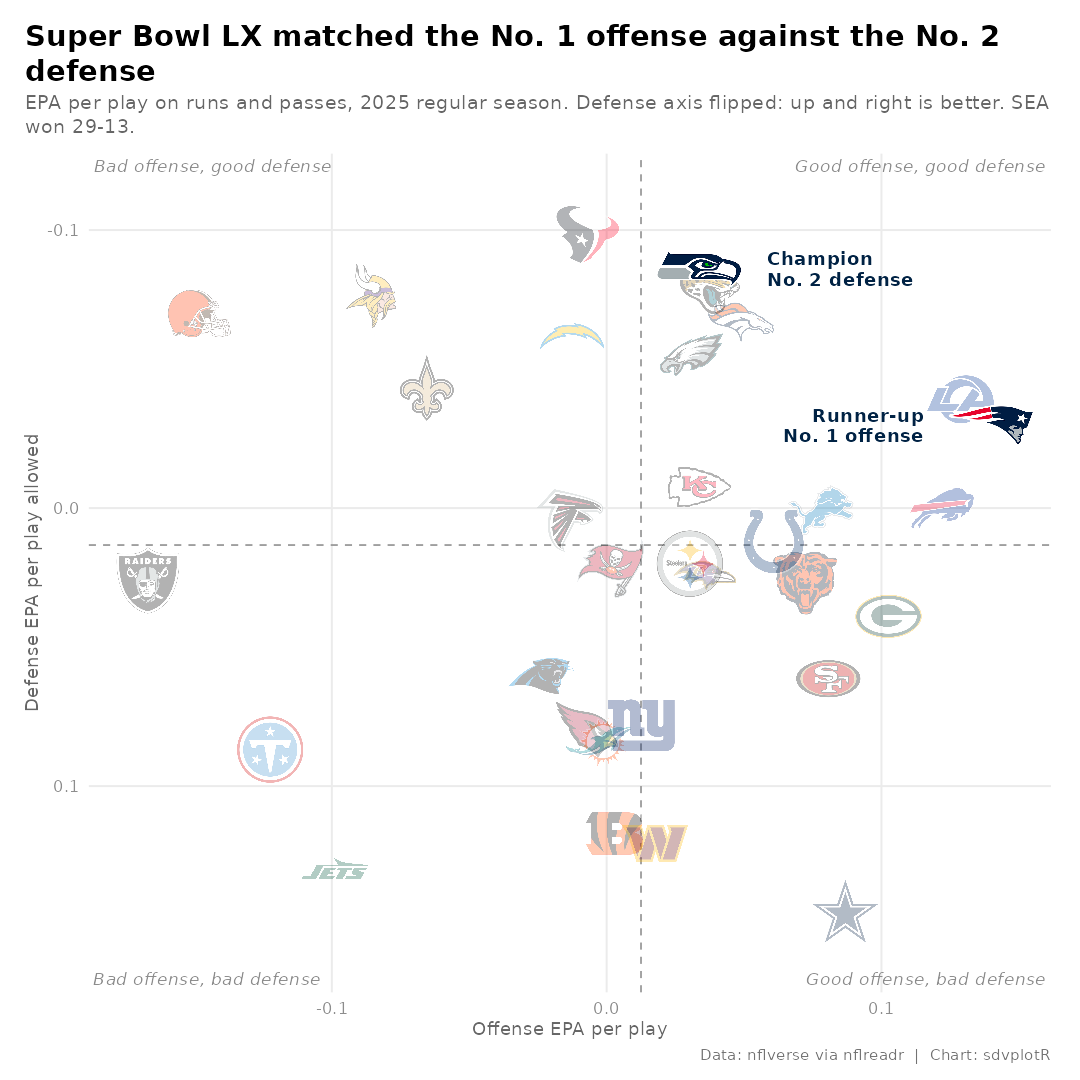 Super Bowl LX matched the No. 1 offense against the No. 2
defense
EPA per play on runs and passes, 2025 regular season. Defense axis flipped: up and right is better. SEA
won 29-13.
Bad offense, good defense
Good offense, good defense
-0.1
Champion
No. 2 defense
Runner-up
No. 1 offense
KC
0.0
Steelers
RAIDERS
Defense EPA per play allowed
G
SF
ny
T
0.1
B
W
JETS
Bad offense, bad defense
Good offense, bad defense
-0.1
0.0
0.1
Offense EPA per play
Data: nflverse via nflreadr | Chart: sdvplotR